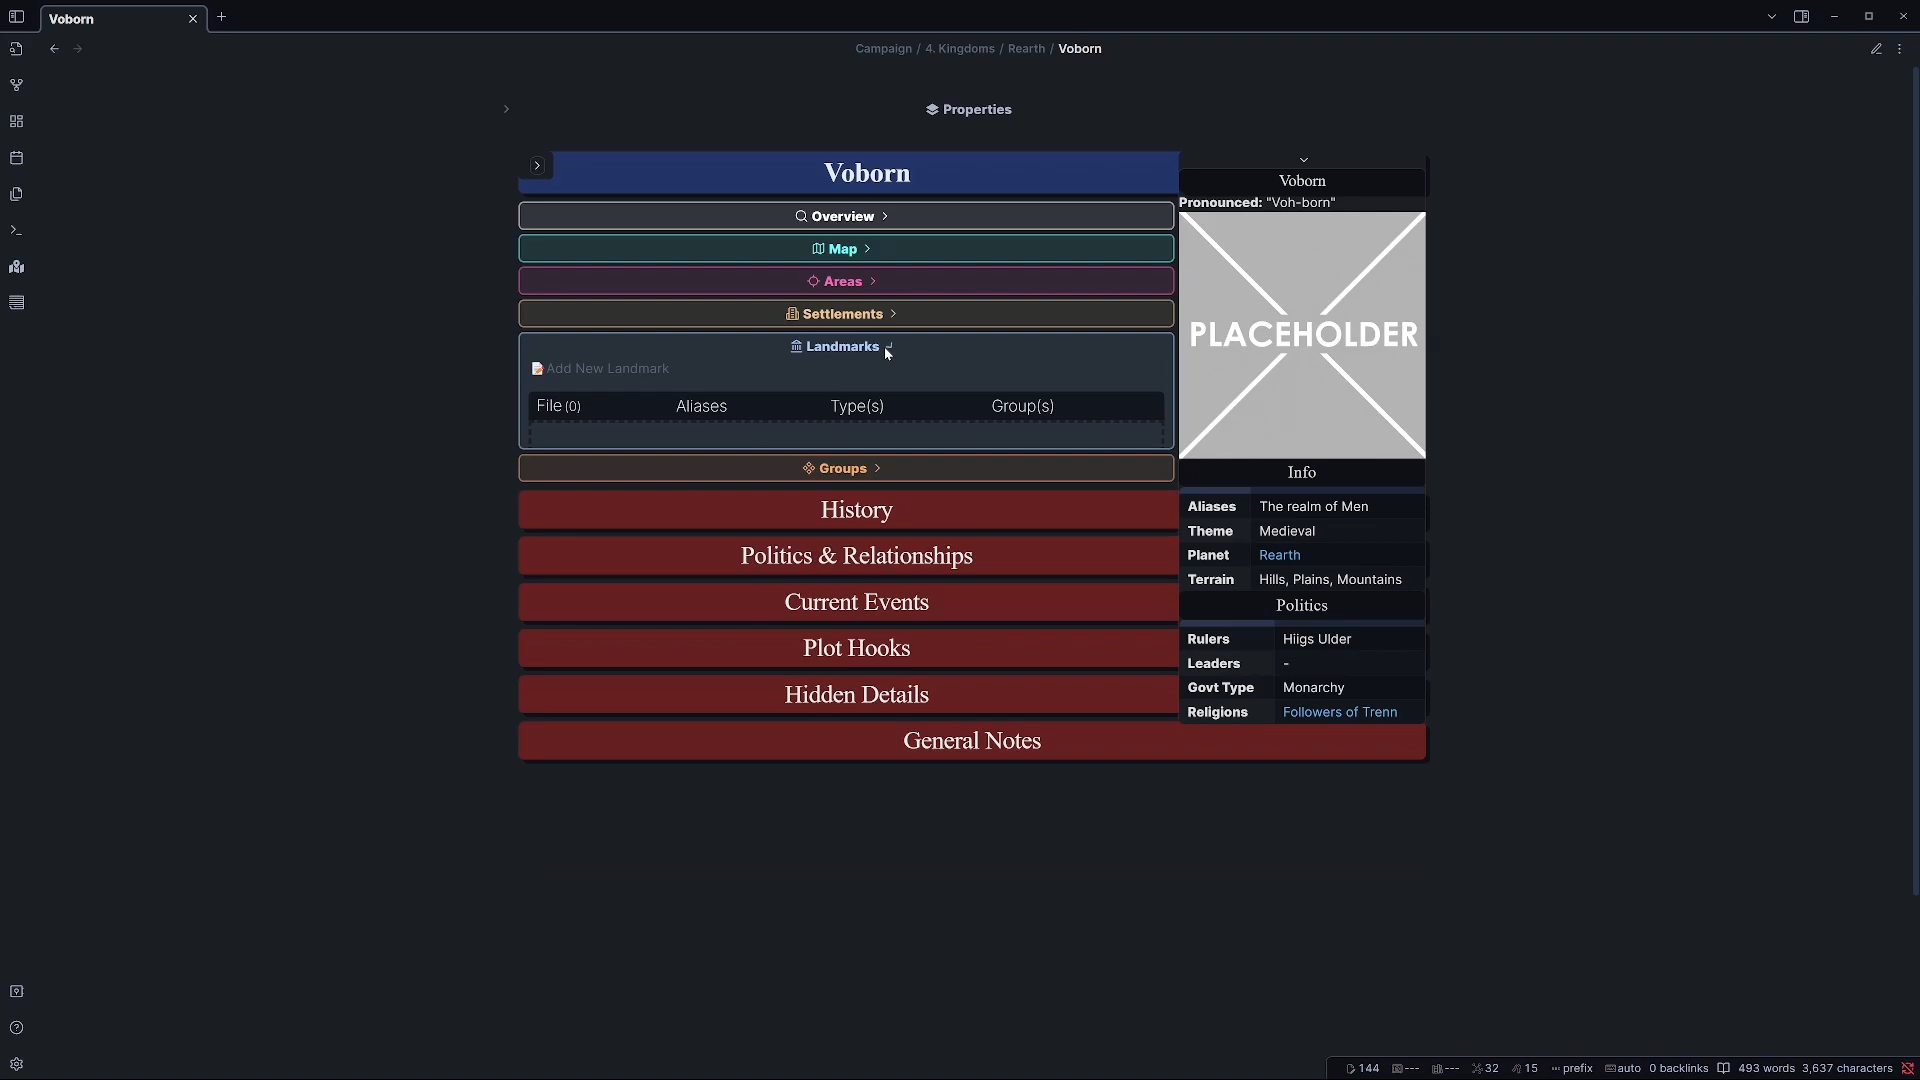 Voborn
Campaign / 4. Kingdoms / Rearth / Voborn
Properties
Voborn
Overview
Map
Areas
Settlements
Landmarks
Add New Landmark
File (0) Aliases Type(s) Group(s)
Groups
History
Politics & Relationships
Current Events
Plot Hooks
Hidden Details
General Notes
Voborn
Pronounced: "Voh-born"
PLACEHOLDER
Info
Aliases The realm of Men
Theme Medieval
Planet Rearth
Terrain Hills, Plains, Mountains
Politics
Rulers Hiigs Ulder
Leaders -
Govt Type Monarchy
Religions Followers of Trenn
144 --- --- 32 15 prefix auto 0 backlinks 493 words 3,637 characters